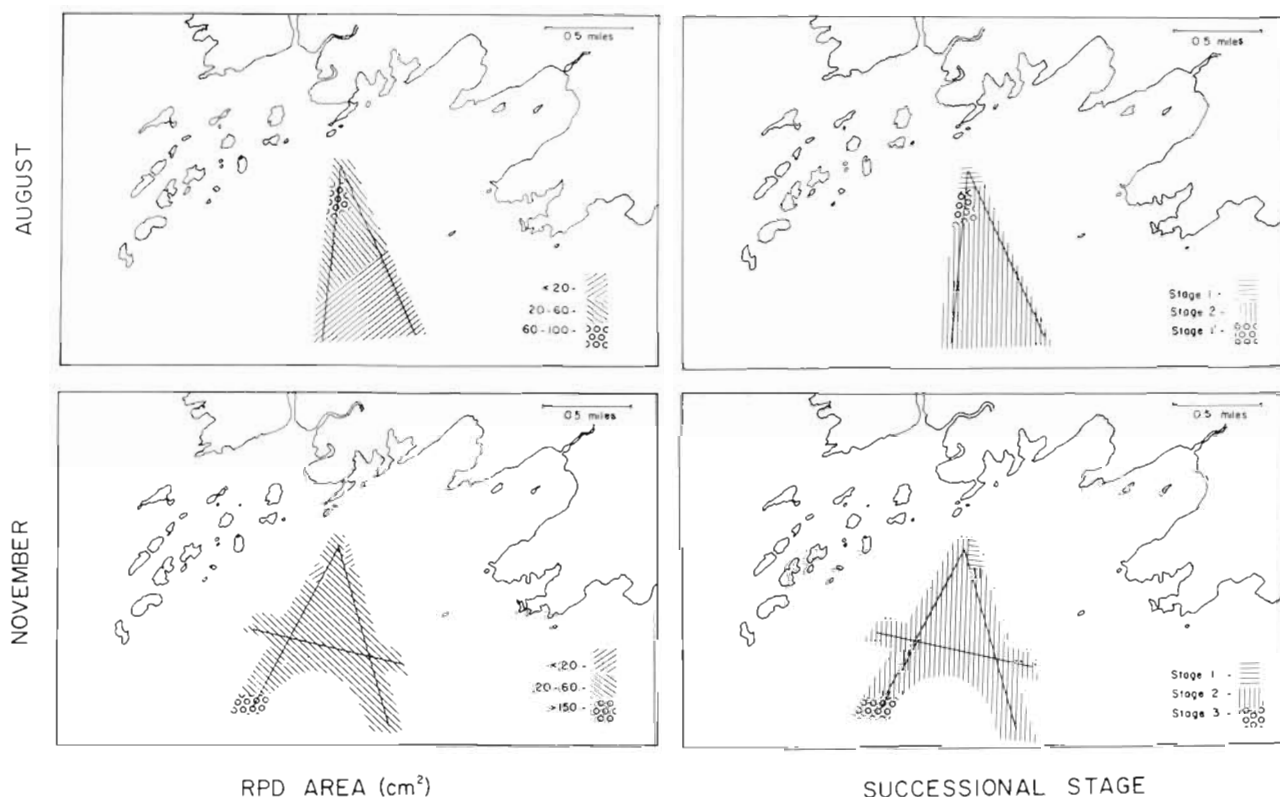 0.5 miles
0.5 miles
AUGUST
< 20 -
20-60 -
60-100 -
Stage 1 -
Stage 2 -
Stage 1' -
0.5 miles
0.5 miles
NOVEMBER
< 20 -
20-60 -
>150 -
Stage 1 -
Stage 2 -
Stage 3 -
RPD AREA (cm²)
SUCCESSIONAL STAGE